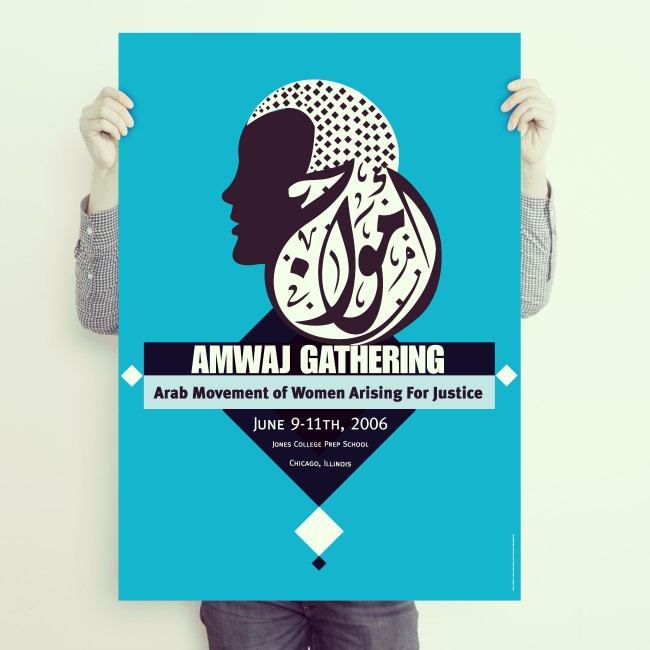 أمواج
AMWAJ GATHERING
Arab Movement of Women Arising For Justice
JUNE 9-11TH, 2006
JONES COLLEGE PREP SCHOOL
CHICAGO, ILLINOIS